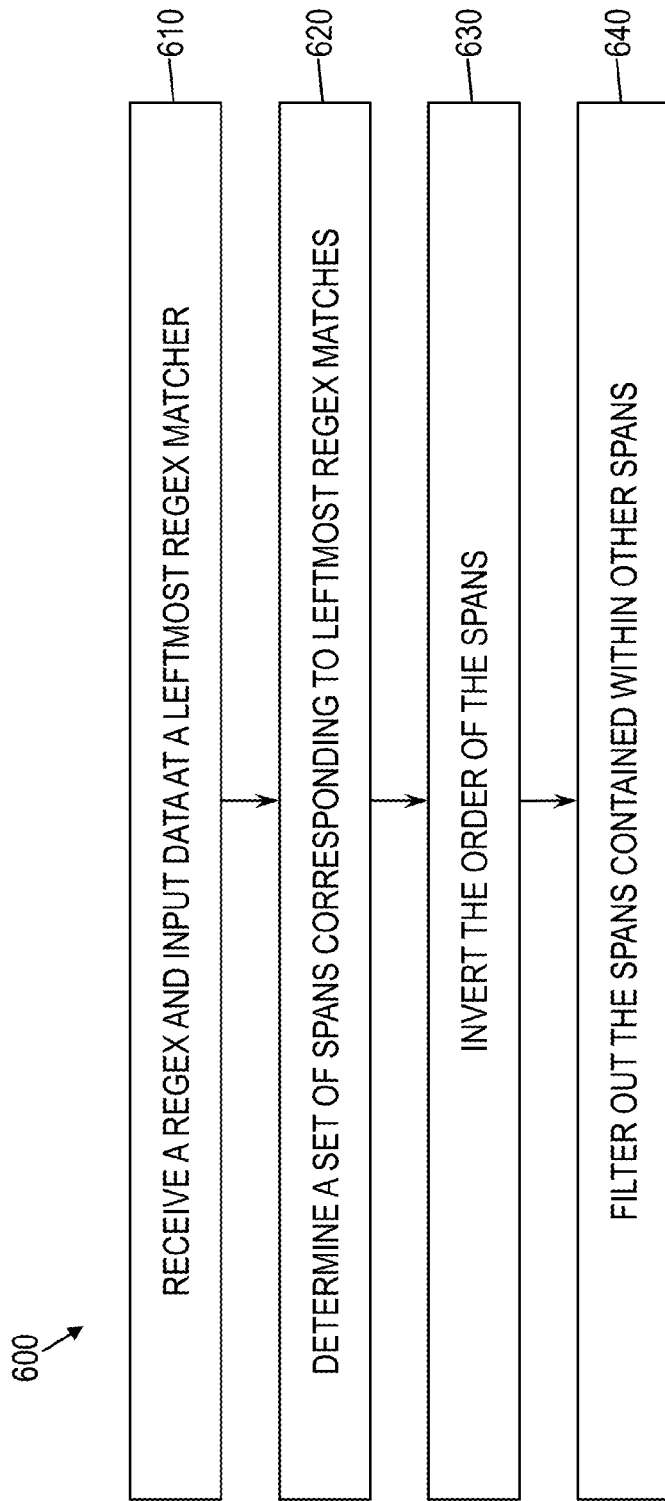 600
RECEIVE A REGEX AND INPUT DATA AT A LEFTMOST REGEX MATCHER
610
DETERMINE A SET OF SPANS CORRESPONDING TO LEFTMOST REGEX MATCHES
620
INVERT THE ORDER OF THE SPANS
630
FILTER OUT THE SPANS CONTAINED WITHIN OTHER SPANS
640